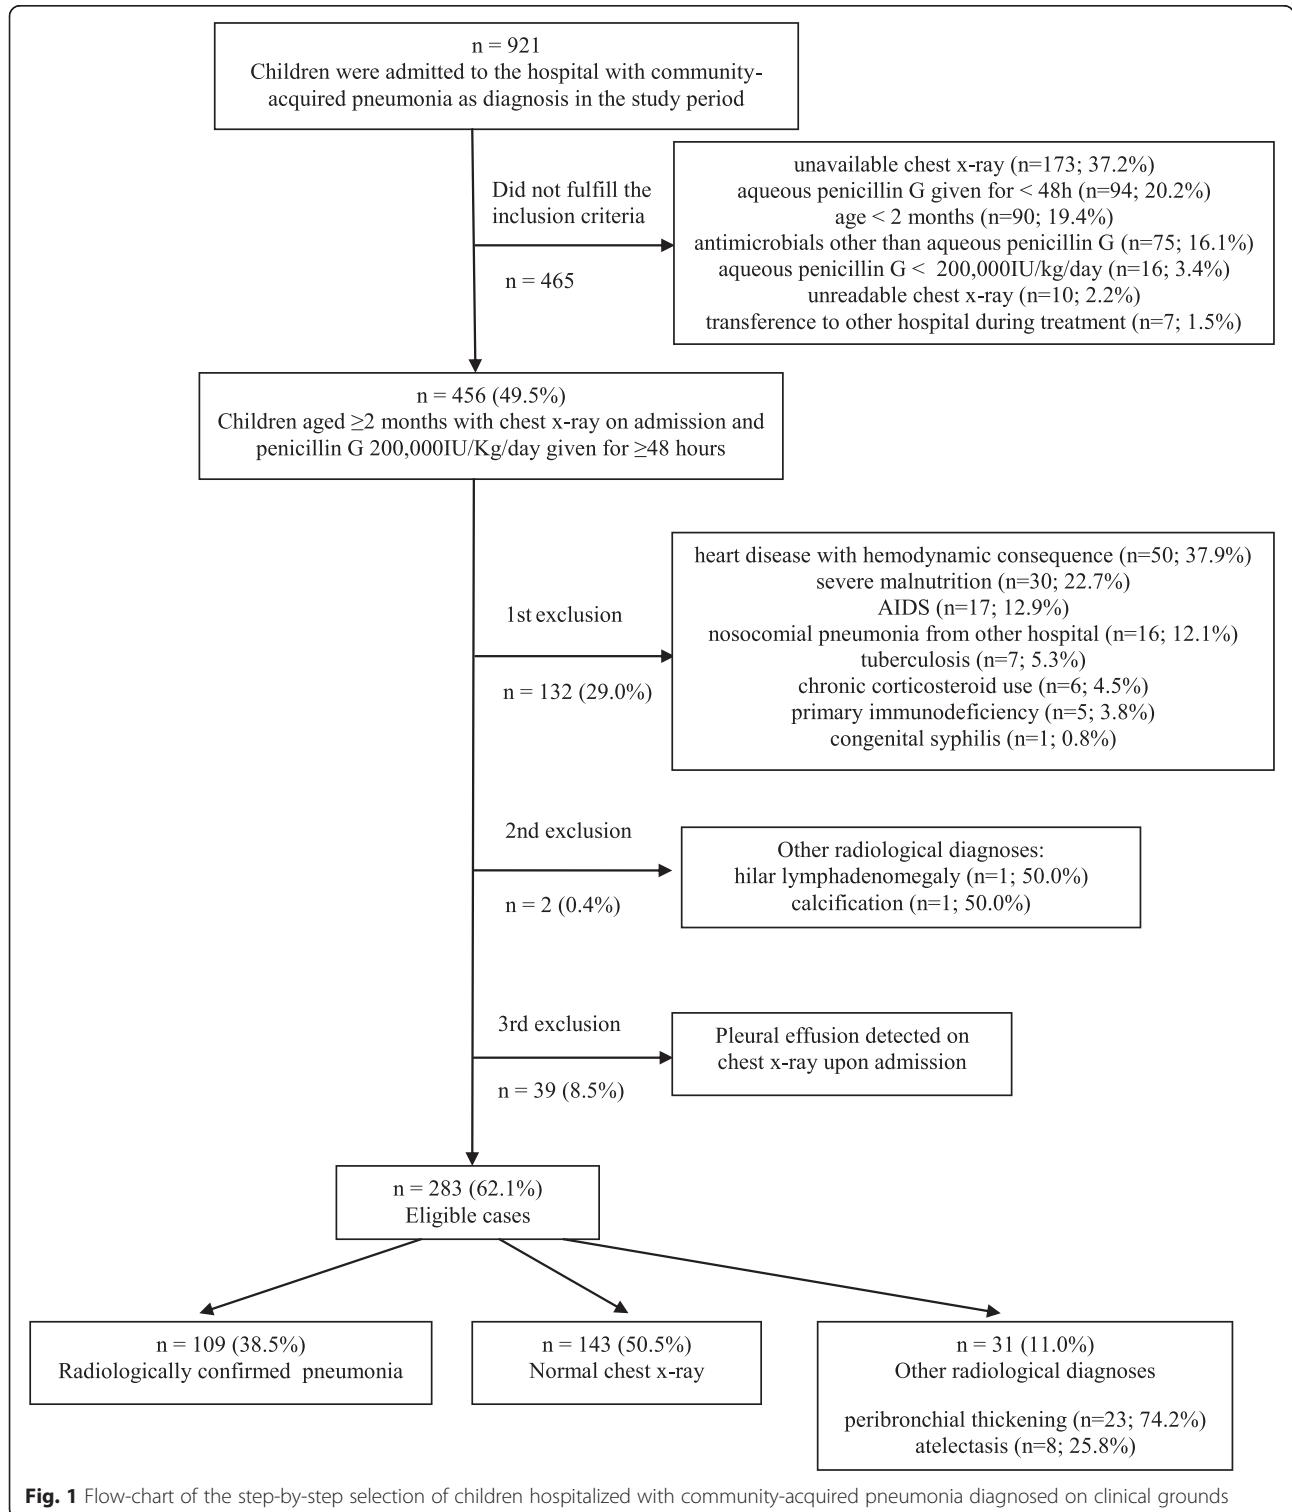 n = 921
Children were admitted to the hospital with community-
acquired pneumonia as diagnosis in the study period
Did not fulfill the
inclusion criteria
n = 465
unavailable chest x-ray (n=173; 37.2%)
aqueous penicillin G given for < 48h (n=94; 20.2%)
age < 2 months (n=90; 19.4%)
antimicrobials other than aqueous penicillin G (n=75; 16.1%)
aqueous penicillin G < 200,000IU/kg/day (n=16; 3.4%)
unreadable chest x-ray (n=10; 2.2%)
transference to other hospital during treatment (n=7; 1.5%)
n = 456 (49.5%)
Children aged ≥2 months with chest x-ray on admission and
penicillin G 200,000IU/Kg/day given for ≥48 hours
1st exclusion
n = 132 (29.0%)
heart disease with hemodynamic consequence (n=50; 37.9%)
severe malnutrition (n=30; 22.7%)
AIDS (n=17; 12.9%)
nosocomial pneumonia from other hospital (n=16; 12.1%)
tuberculosis (n=7; 5.3%)
chronic corticosteroid use (n=6; 4.5%)
primary immunodeficiency (n=5; 3.8%)
congenital syphilis (n=1; 0.8%)
2nd exclusion
n = 2 (0.4%)
Other radiological diagnoses:
hilar lymphadenomegaly (n=1; 50.0%)
calcification (n=1; 50.0%)
3rd exclusion
n = 39 (8.5%)
Pleural effusion detected on
chest x-ray upon admission
n = 283 (62.1%)
Eligible cases
n = 109 (38.5%)
Radiologically confirmed pneumonia
n = 143 (50.5%)
Normal chest x-ray
n = 31 (11.0%)
Other radiological diagnoses
peribronchial thickening (n=23; 74.2%)
atelectasis (n=8; 25.8%)
Fig. 1 Flow-chart of the step-by-step selection of children hospitalized with community-acquired pneumonia diagnosed on clinical grounds